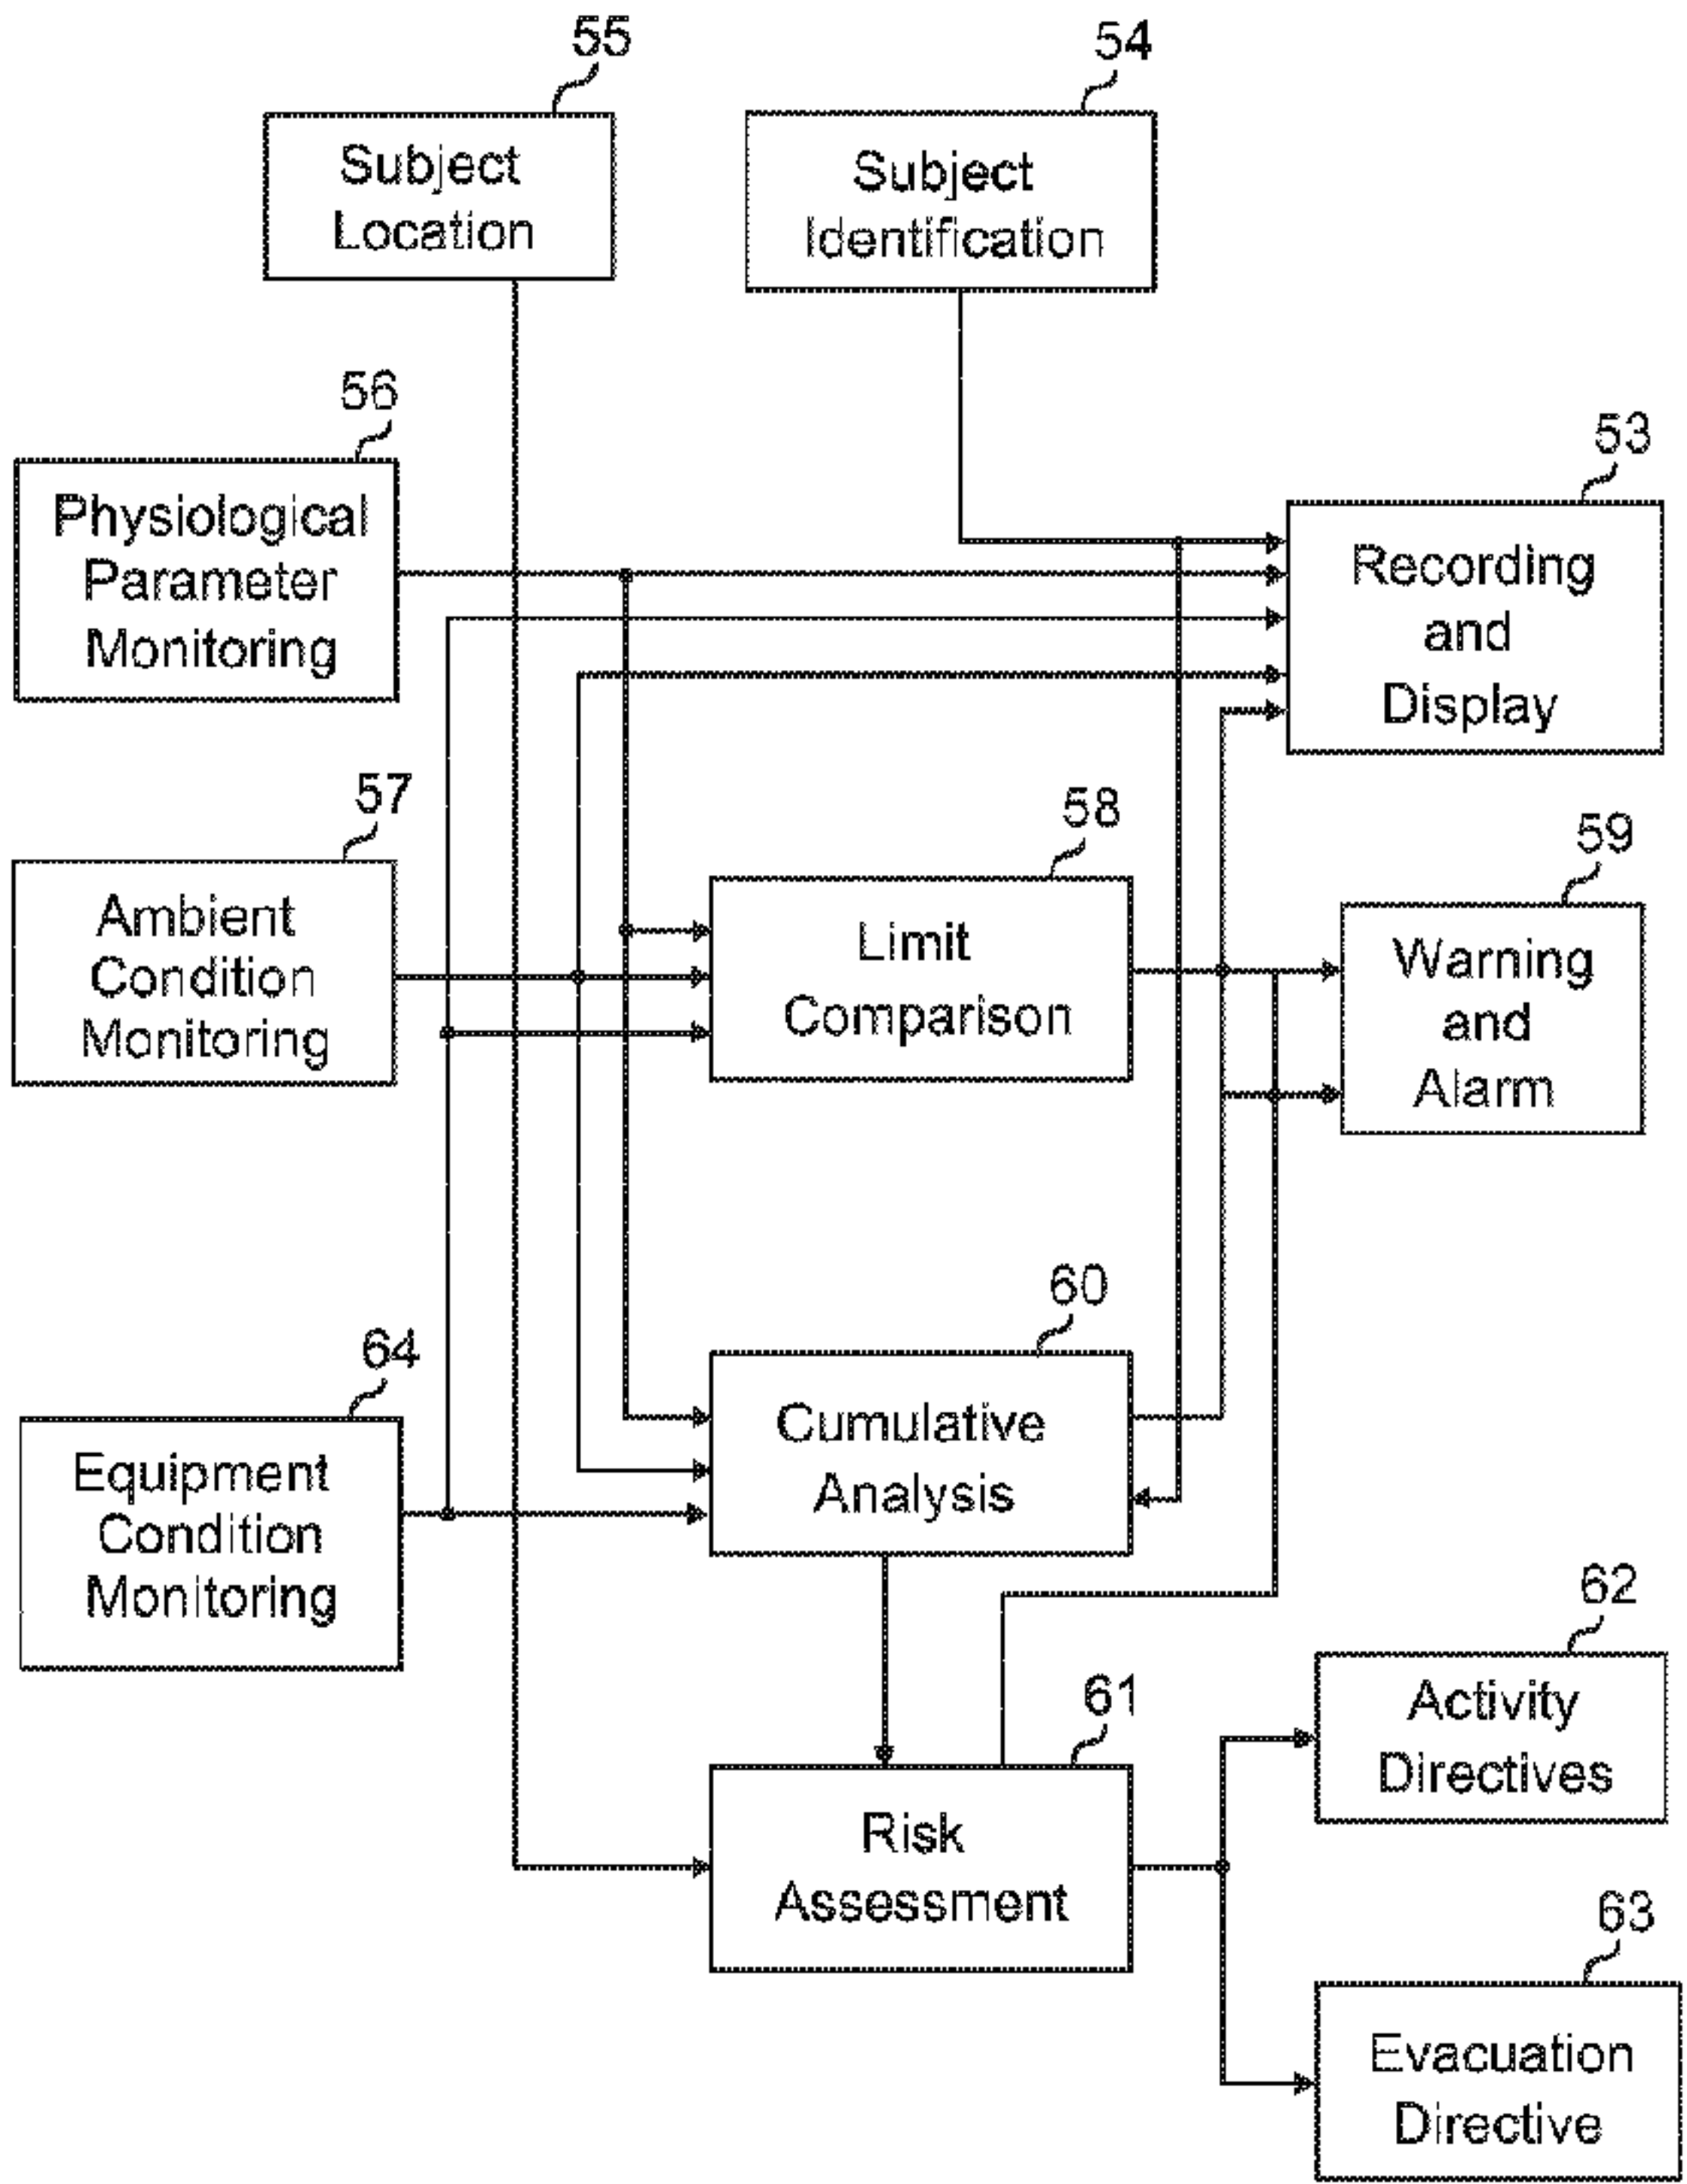 55
54
Subject
Location
Subject
Identification
56
53
Physiological
Parameter
Monitoring
Recording
and
Display
57
58
59
Ambient
Condition
Monitoring
Limit
Comparison
Warning
and
Alarm
60
64
Cumulative
Analysis
Equipment
Condition
Monitoring
62
61
Activity
Directives
Risk
Assessment
63
Evacuation
Directive